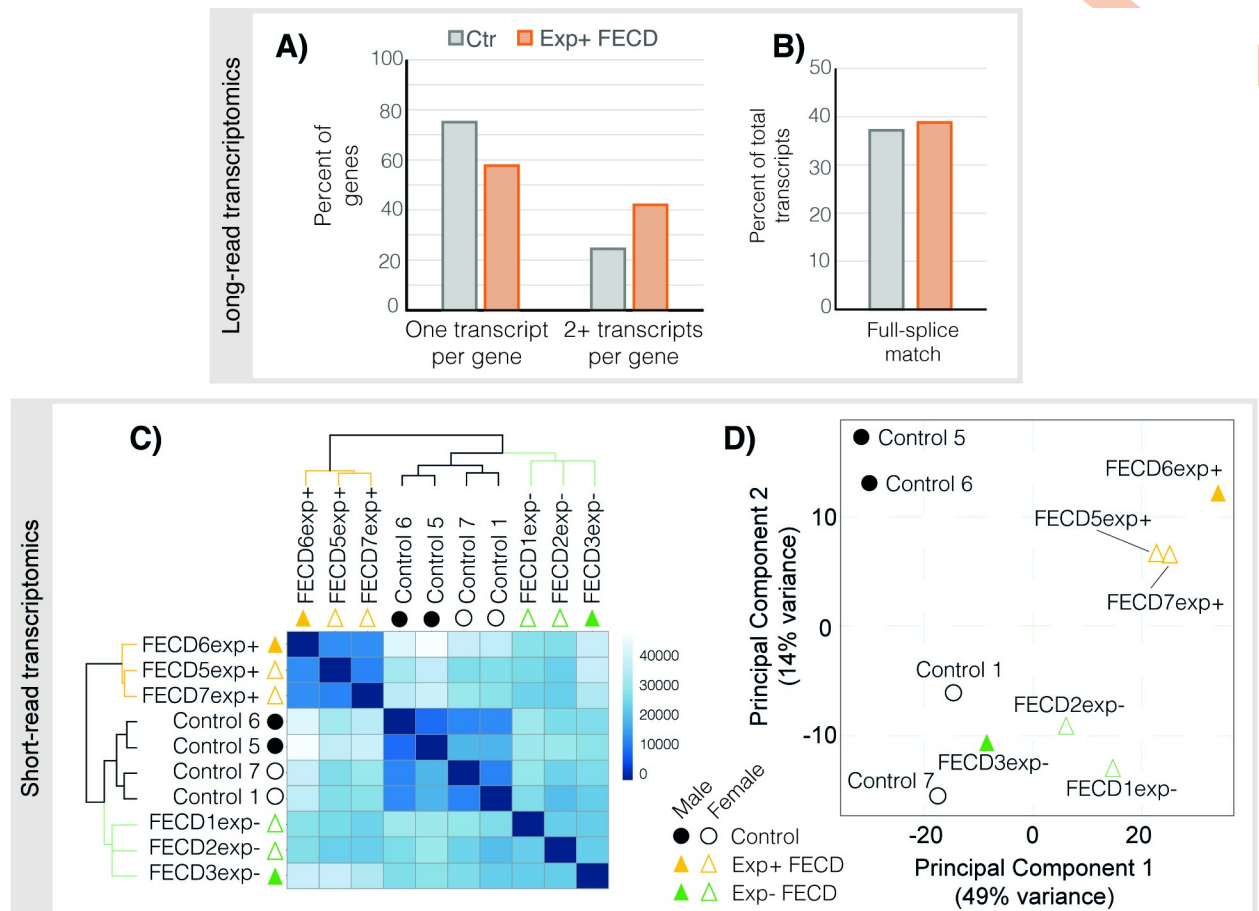 Long-read transcriptomics
A)
Ctr
Exp+ FECD
100
80
60
40
20
0
Percent of
genes
One transcript
per gene
2+ transcripts
per gene
B)
50
40
30
20
10
0
Percent of total
transcripts
Full-splice
match
Short-read transcriptomics
C)
FECD6exp+
FECD5exp+
FECD7exp+
Control 6
Control 5
Control 7
Control 1
FECD1exp-
FECD2exp-
FECD3exp-
FECD6exp+
FECD5exp+
FECD7exp+
Control 6
Control 5
Control 7
Control 1
FECD1exp-
FECD2exp-
FECD3exp-
40000
30000
20000
10000
0
Male
Female
Control
Exp+ FECD
Exp- FECD
D)
Control 5
Control 6
FECD6exp+
FECD5exp+
FECD7exp+
Control 1
FECD2exp-
FECD3exp-
Control 7
FECD1exp-
10
0
-10
Principal Component 2
(14% variance)
-20
0
20
Principal Component 1
(49% variance)